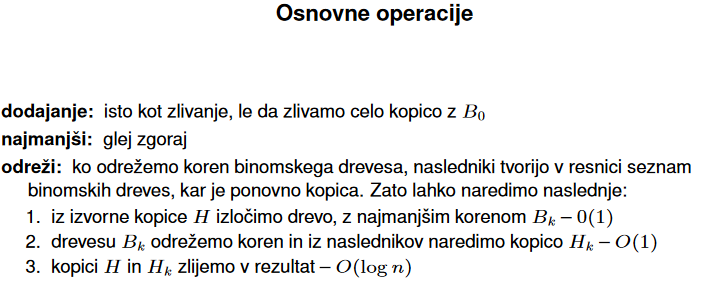 Osnovne operacije
dodajanje: isto kot zlivanje, le da zlivamo celo kopico z B₀
najmanjši: glej zgoraj
odreži: ko odrežemo koren binomskega drevesa, nasledniki tvorijo v resnici seznam
binomskih dreves, kar je ponovno kopica. Zato lahko naredimo naslednje:
1. iz izvorne kopice H izločimo drevo, z najmanjšim korenom Bₖ – 0(1)
2. drevesu Bₖ odrežemo koren in iz naslednikov naredimo kopico Hₖ – O(1)
3. kopici H in Hₖ zlijemo v rezultat – O(log n)